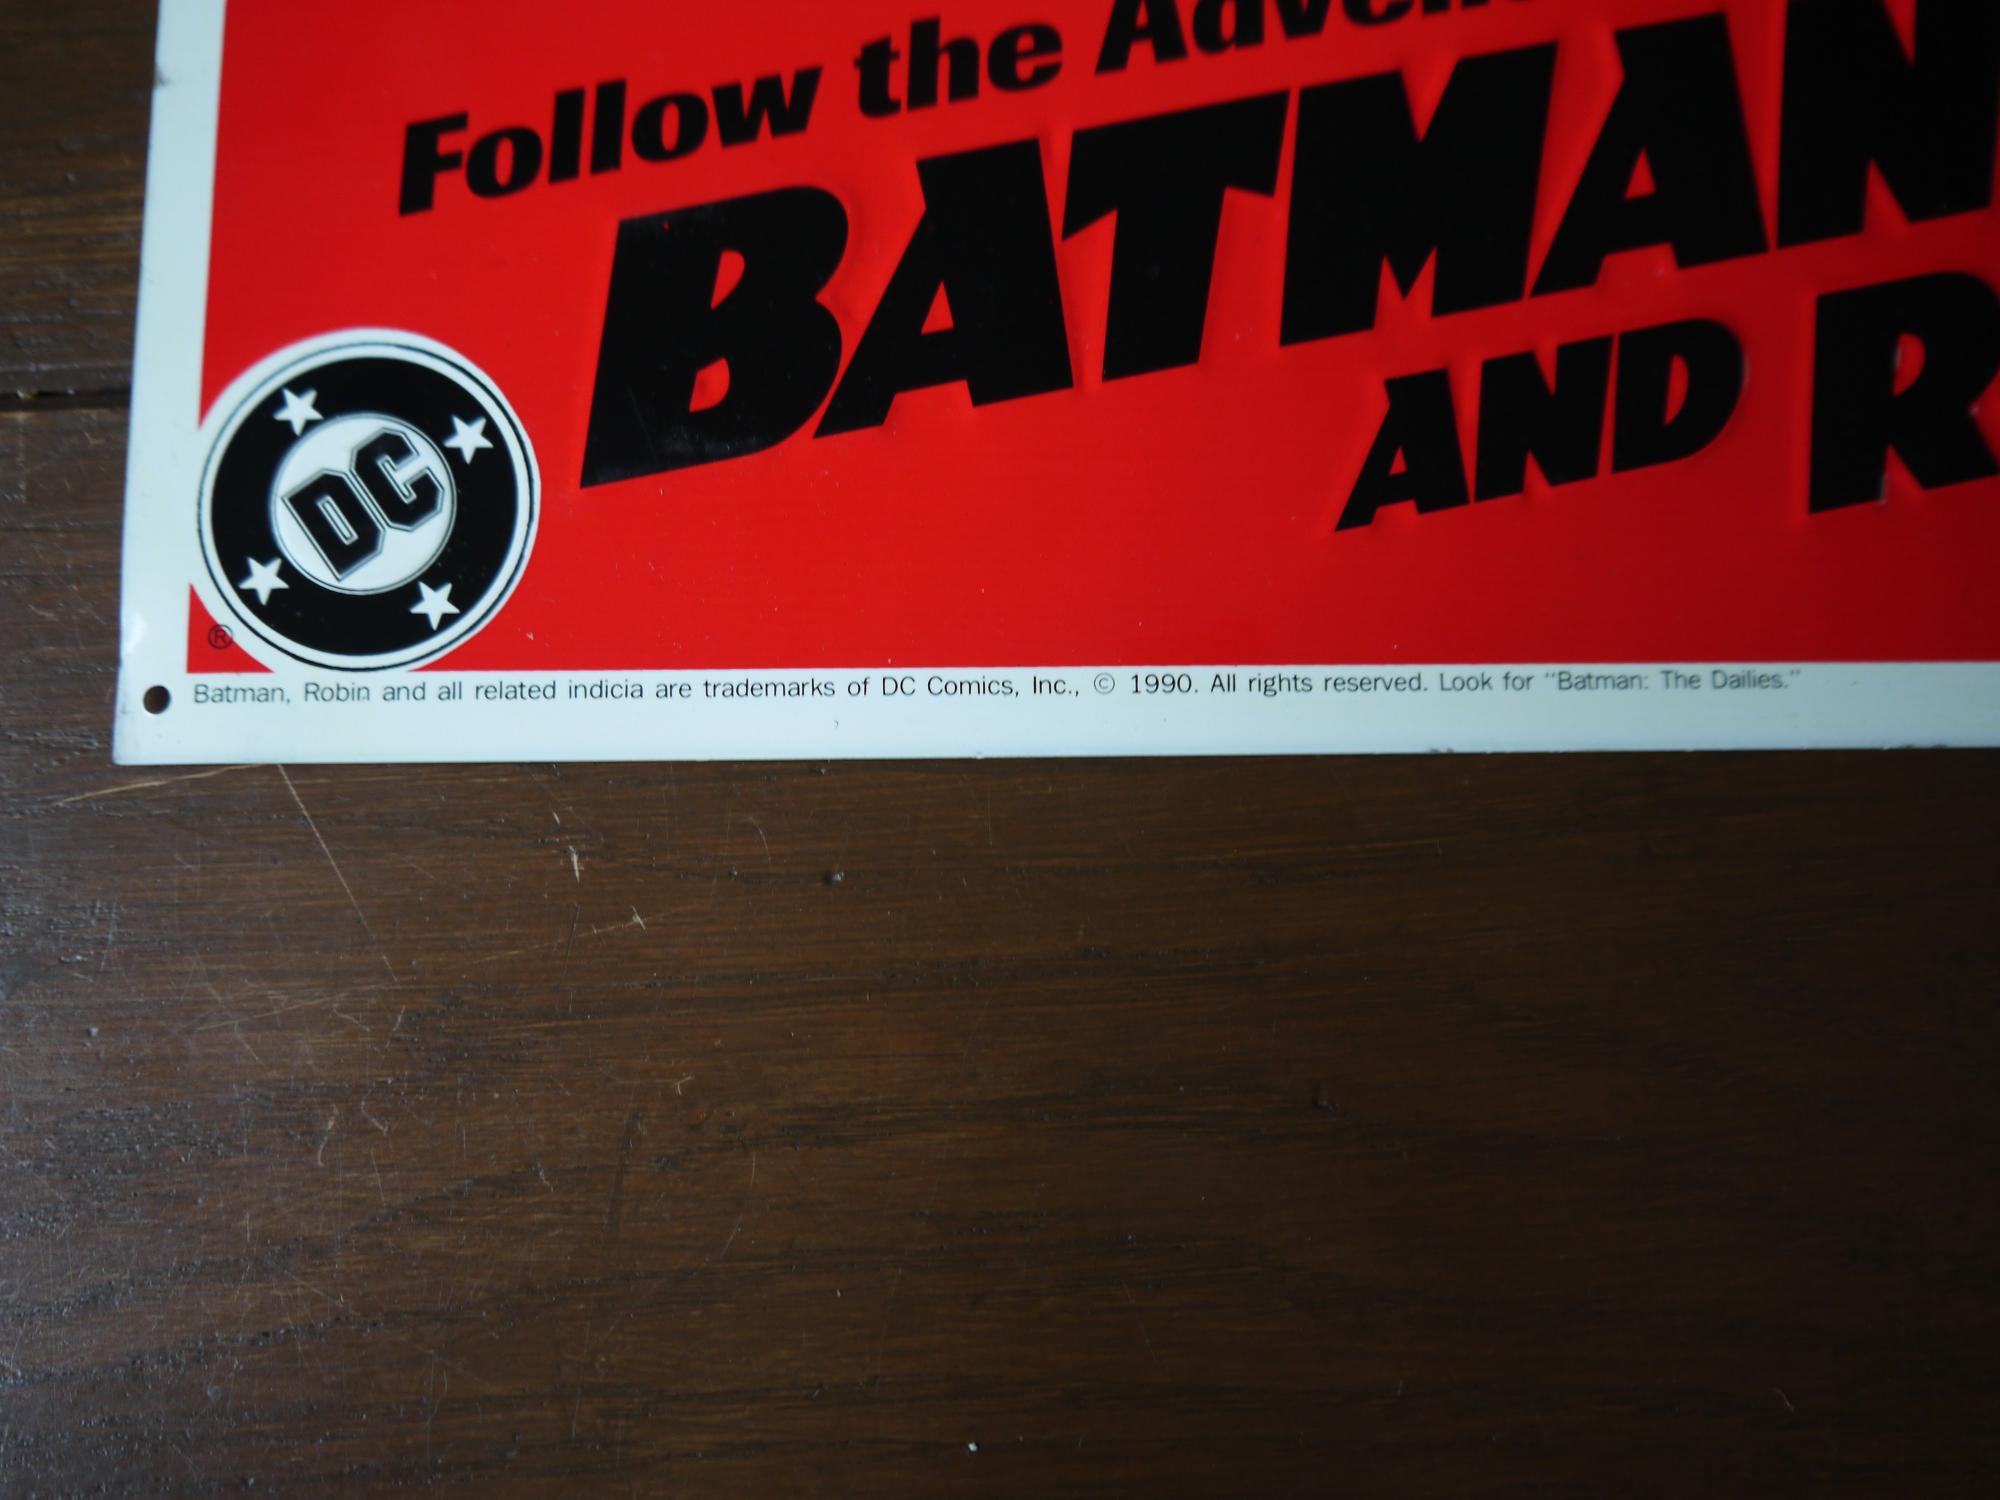 Follow the
BATMAN
AND
DC
®
Batman, Robin and all related indicia are trademarks of DC Comics, Inc., © 1990. All rights reserved. Look for "Batman: The Dailies."